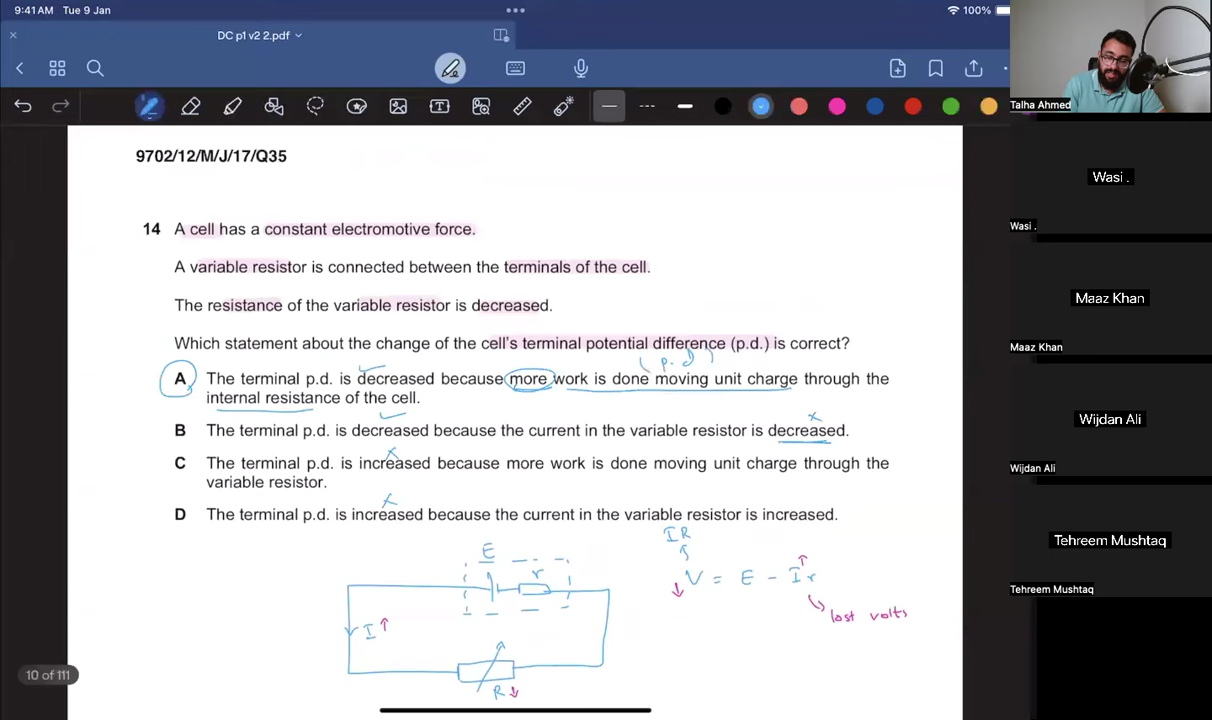 9:41 AM Tue 9 Jan
100%
DC p1 v2 2.pdf
Talha Ahmed
Wasi .
Wasi .
Maaz Khan
Maaz Khan
Wijdan Ali
Wijdan Ali
Tehreem Mushtaq
Tehreem Mushtaq
9702/12/M/J/17/Q35
14 A cell has a constant electromotive force.
A variable resistor is connected between the terminals of the cell.
The resistance of the variable resistor is decreased.
Which statement about the change of the cell's terminal potential difference (p.d.) is correct?
(p.d)
A The terminal p.d. is decreased because more work is done moving unit charge through the
internal resistance of the cell.
B The terminal p.d. is decreased because the current in the variable resistor is decreased.
C The terminal p.d. is increased because more work is done moving unit charge through the
variable resistor.
D The terminal p.d. is increased because the current in the variable resistor is increased.
IR
↑
E
r
↓ V = E - I↑r
lost volts
I ↑
R ↓
10 of 111